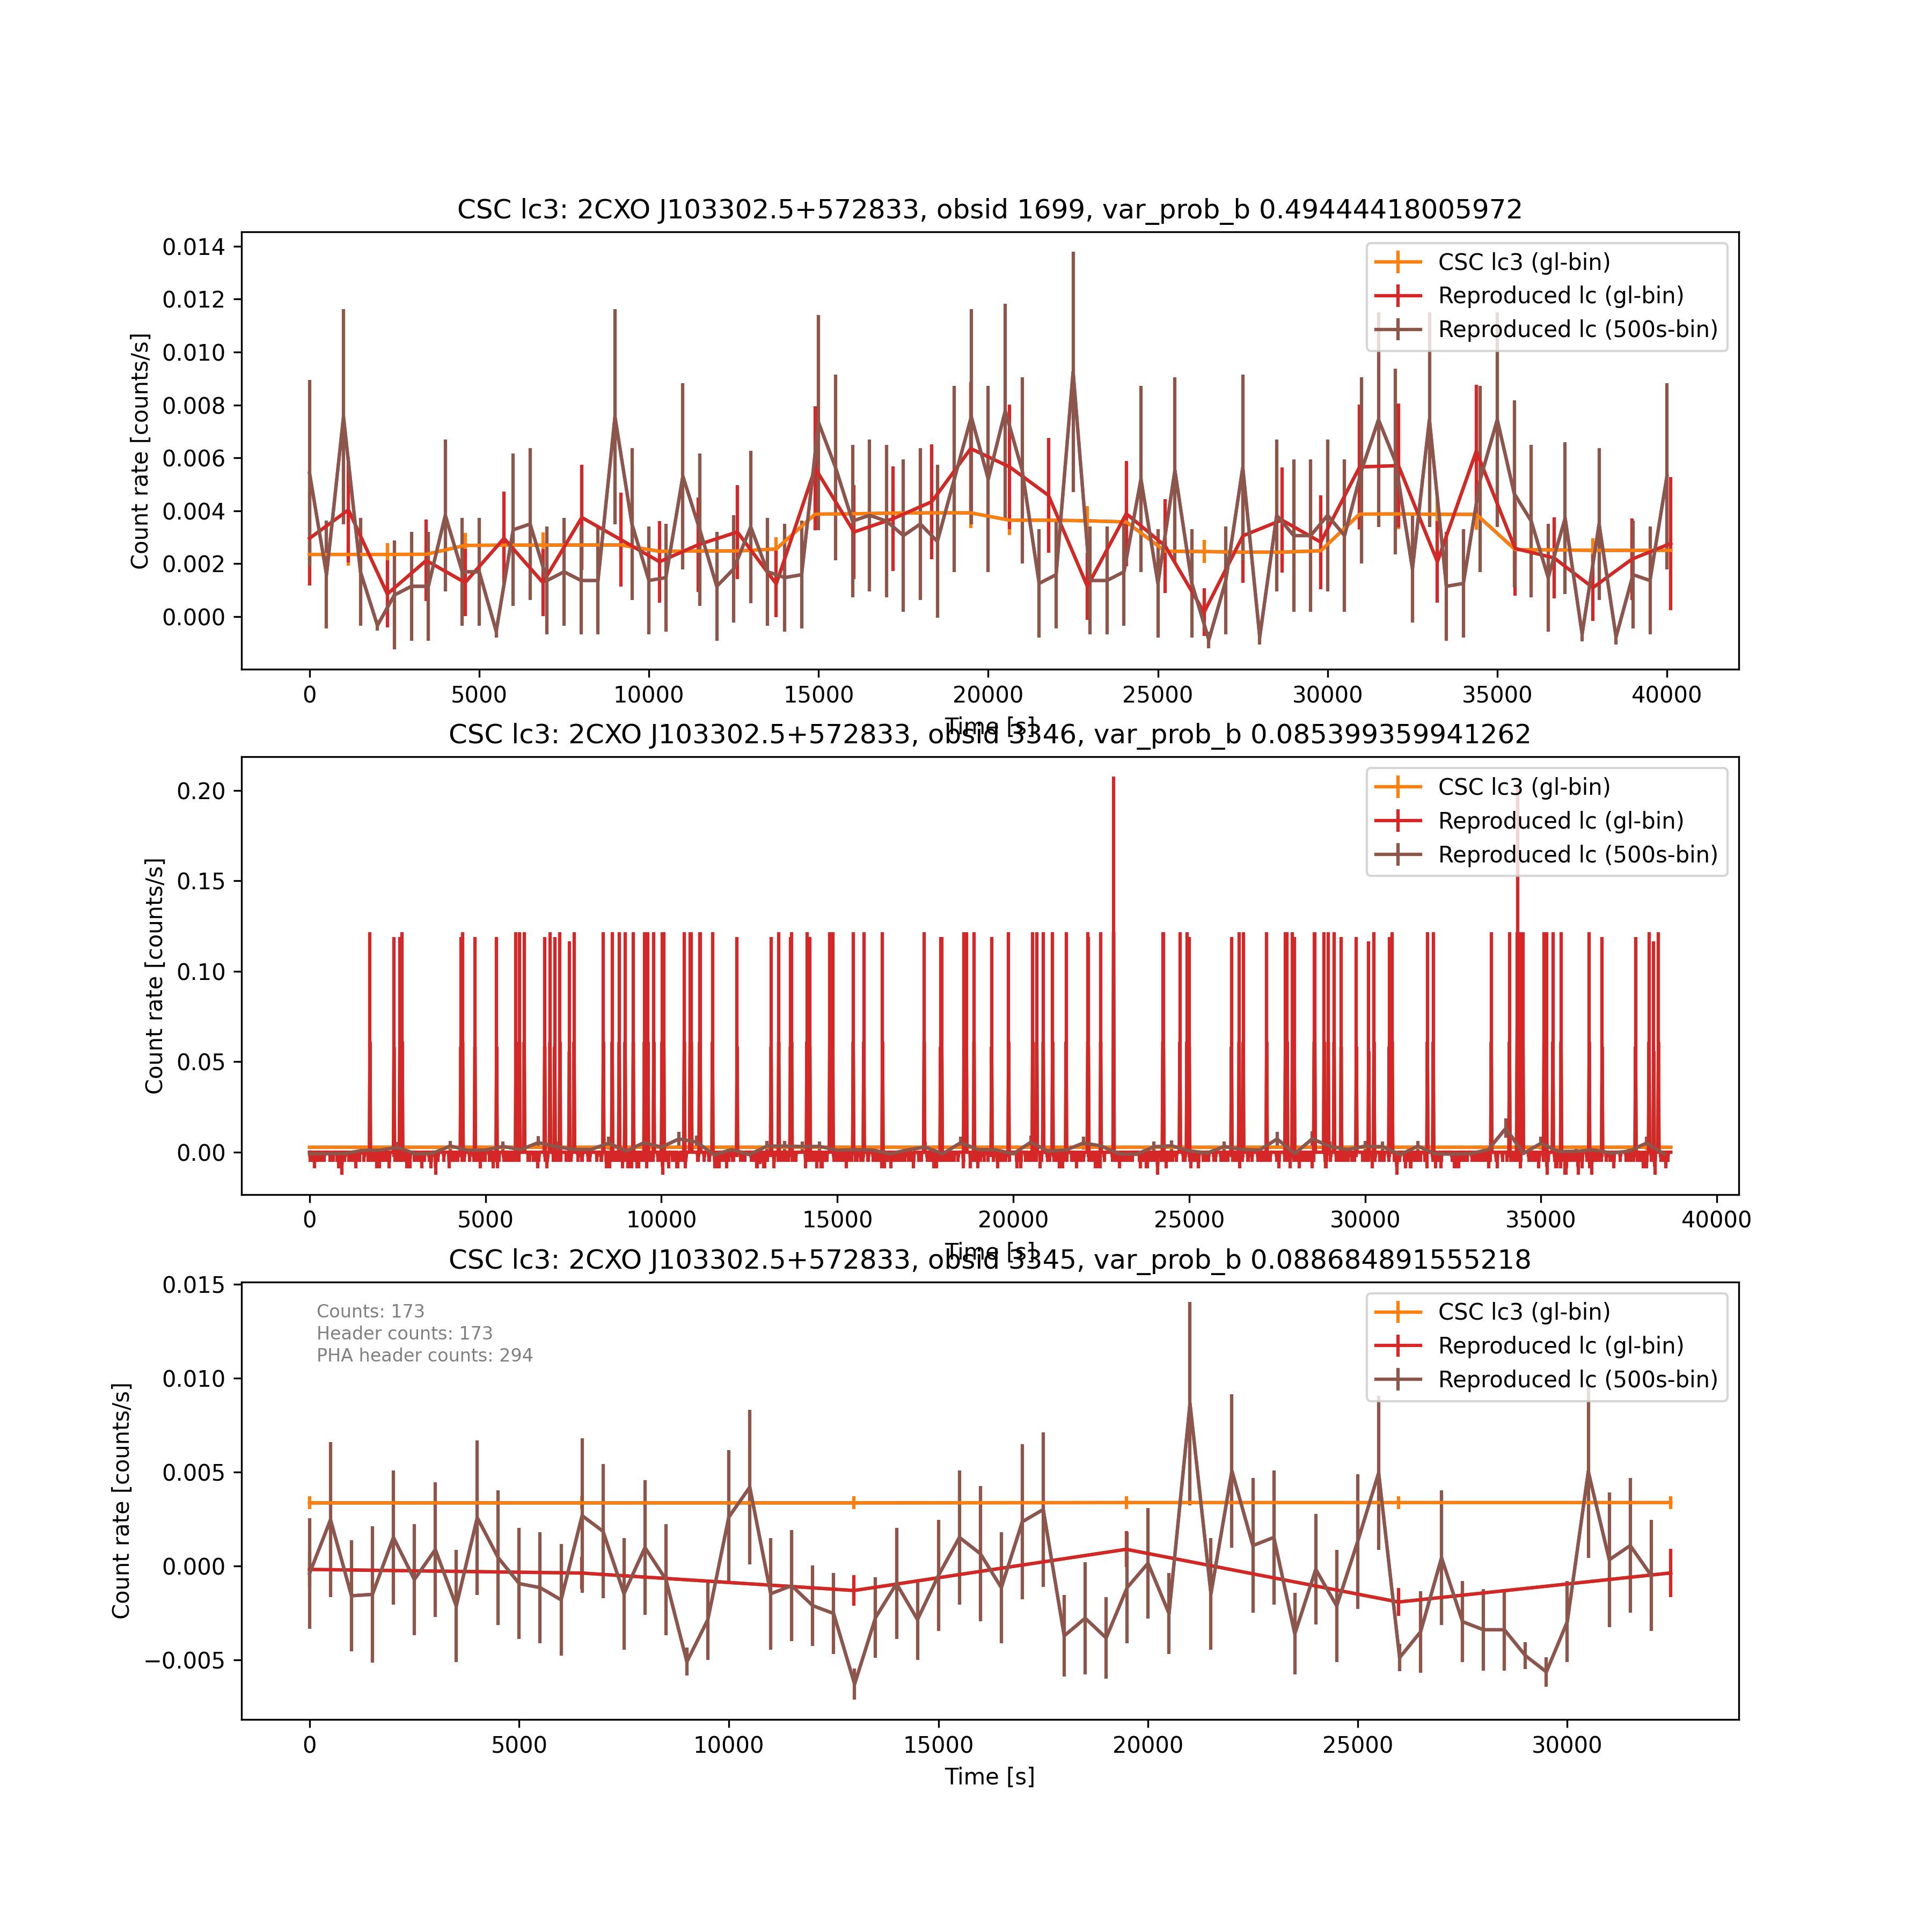 CSC lc3: 2CXO J103302.5+572833, obsid 1699, var_prob_b 0.49444418005972
0.014
0.012
0.010
0.008
0.006
0.004
0.002
0.000
Count rate [counts/s]
CSC lc3 (gl-bin)
Reproduced lc (gl-bin)
Reproduced lc (500s-bin)
0 5000 10000 15000 20000 25000 30000 35000 40000
Time [s]
CSC lc3: 2CXO J103302.5+572833, obsid 3346, var_prob_b 0.085399359941262
0.20
0.15
0.10
0.05
0.00
Count rate [counts/s]
CSC lc3 (gl-bin)
Reproduced lc (gl-bin)
Reproduced lc (500s-bin)
0 5000 10000 15000 20000 25000 30000 35000 40000
Time [s]
CSC lc3: 2CXO J103302.5+572833, obsid 3345, var_prob_b 0.088684891555218
0.015
0.010
0.005
0.000
−0.005
Count rate [counts/s]
Counts: 173
Header counts: 173
PHA header counts: 294
CSC lc3 (gl-bin)
Reproduced lc (gl-bin)
Reproduced lc (500s-bin)
0 5000 10000 15000 20000 25000 30000
Time [s]